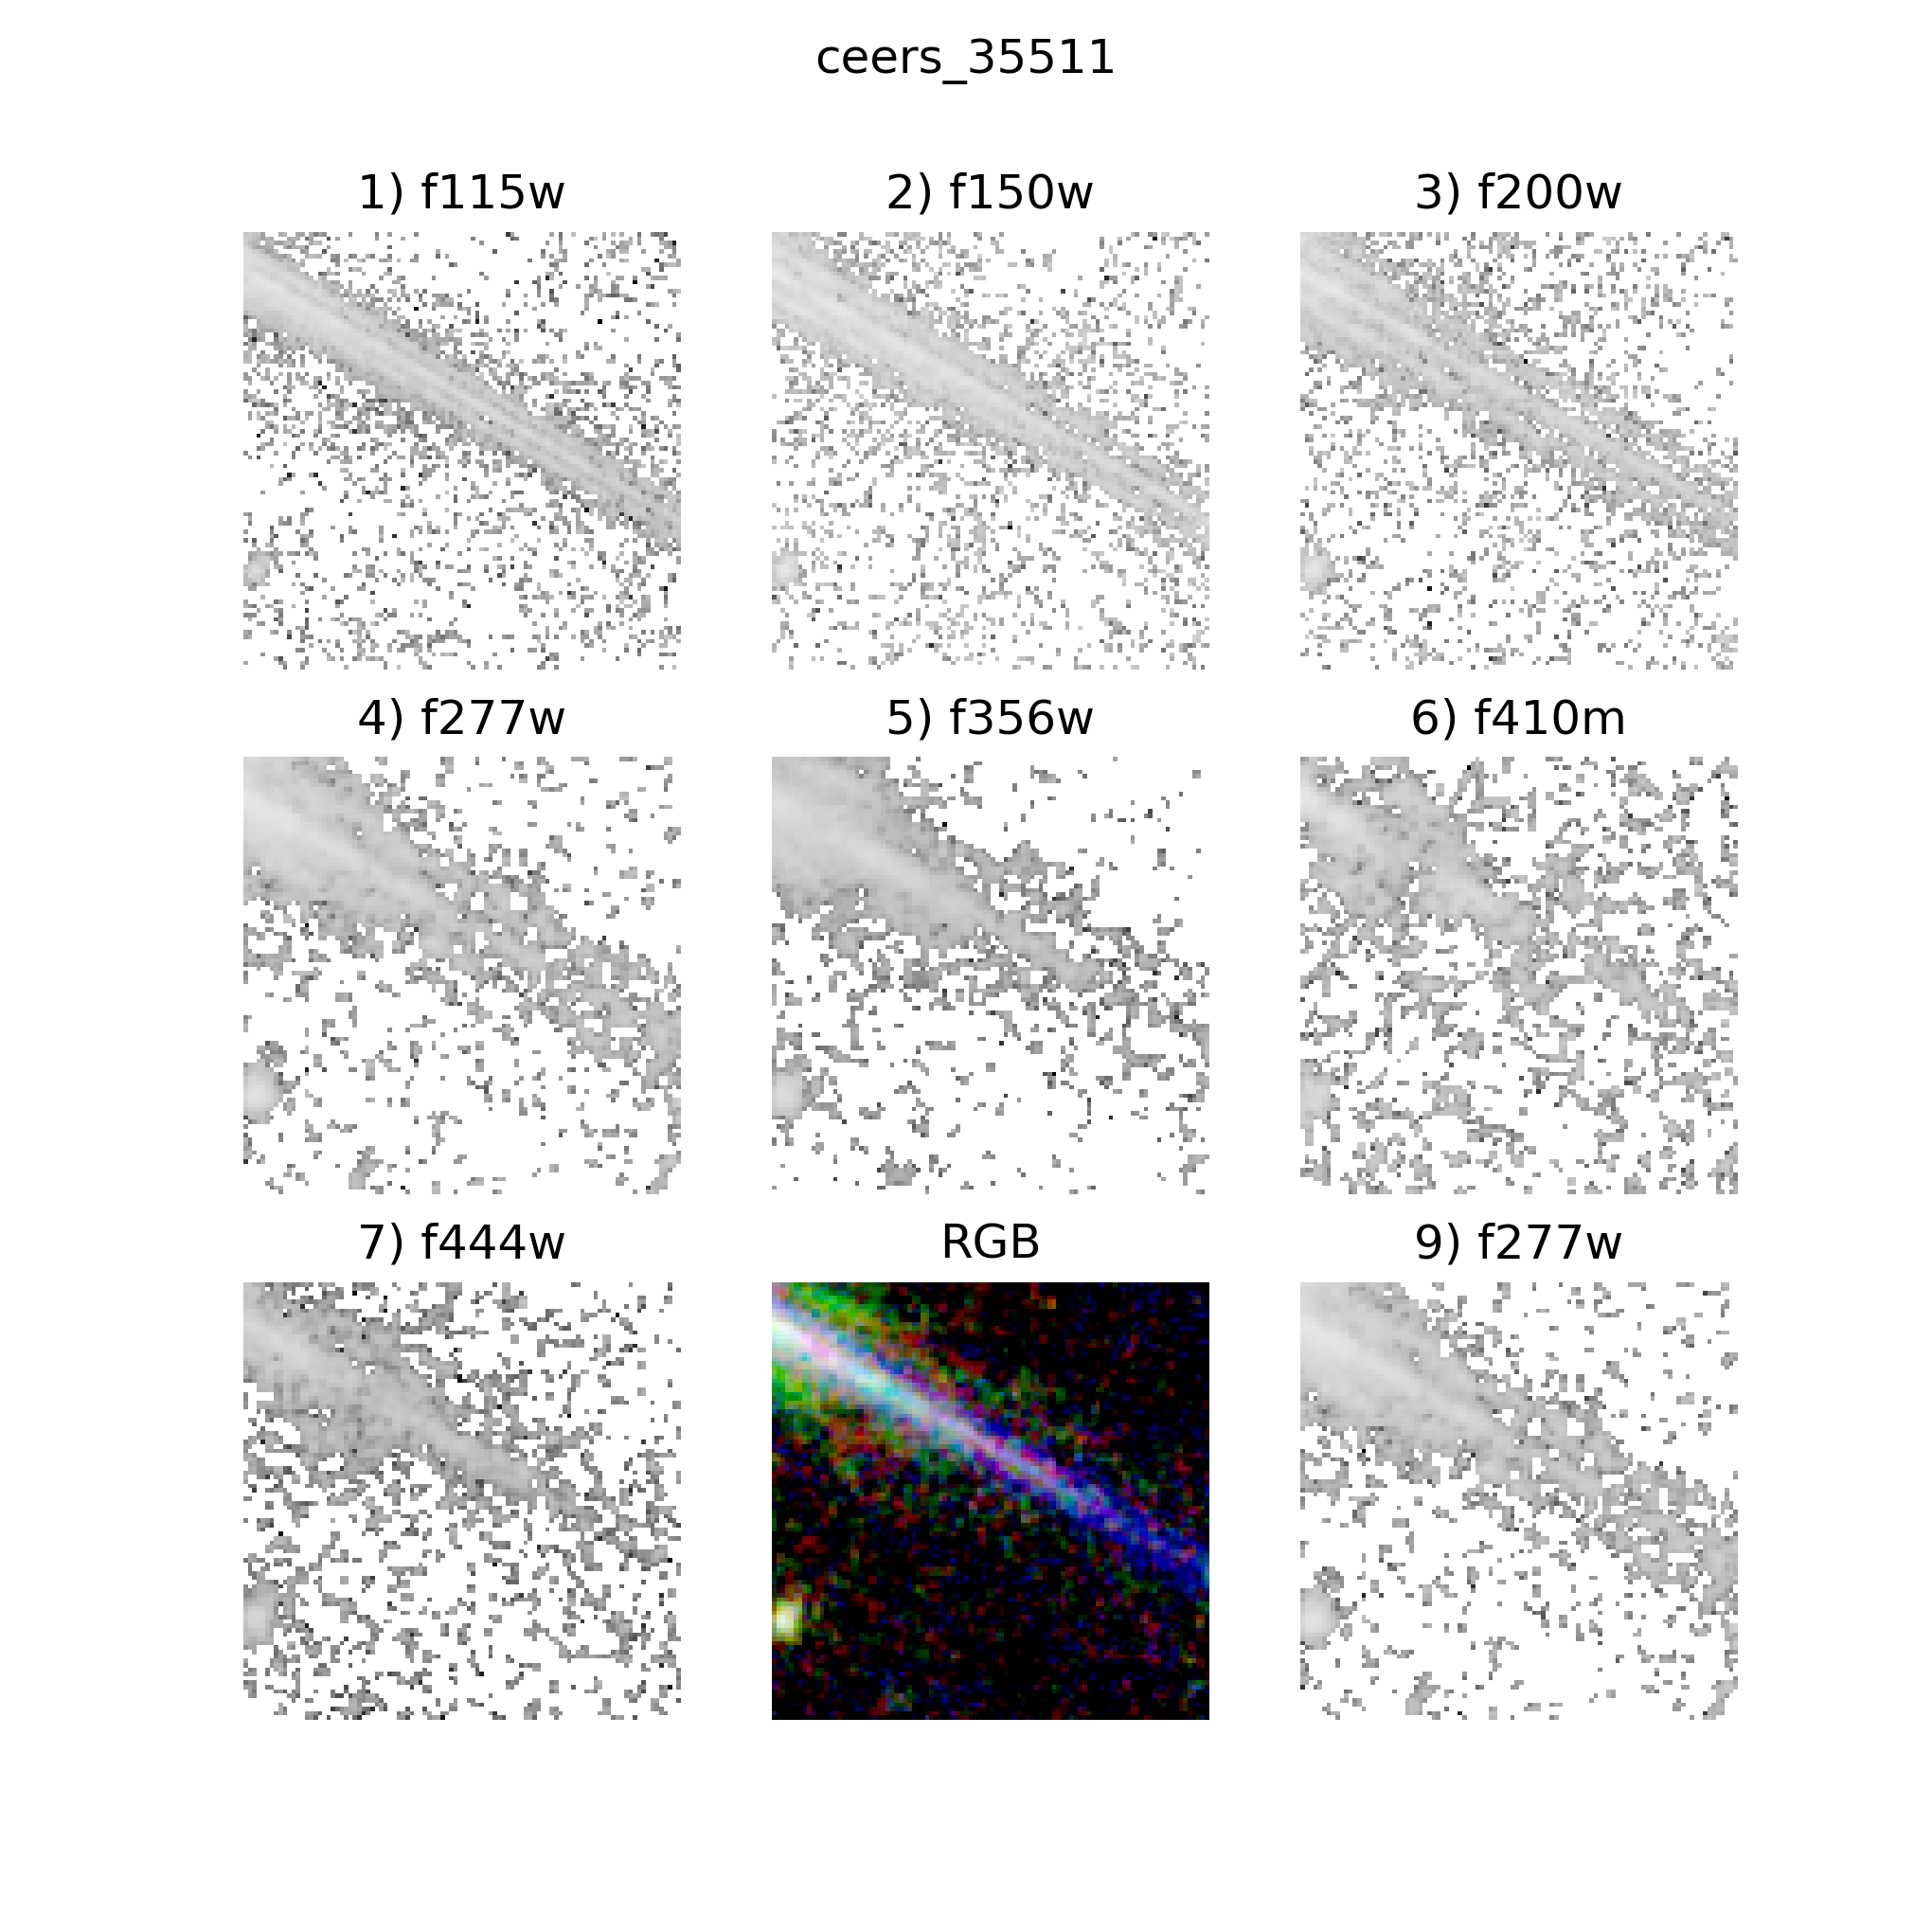 ceers_35511
1) f115w
2) f150w
3) f200w
4) f277w
5) f356w
6) f410m
7) f444w
RGB
9) f277w